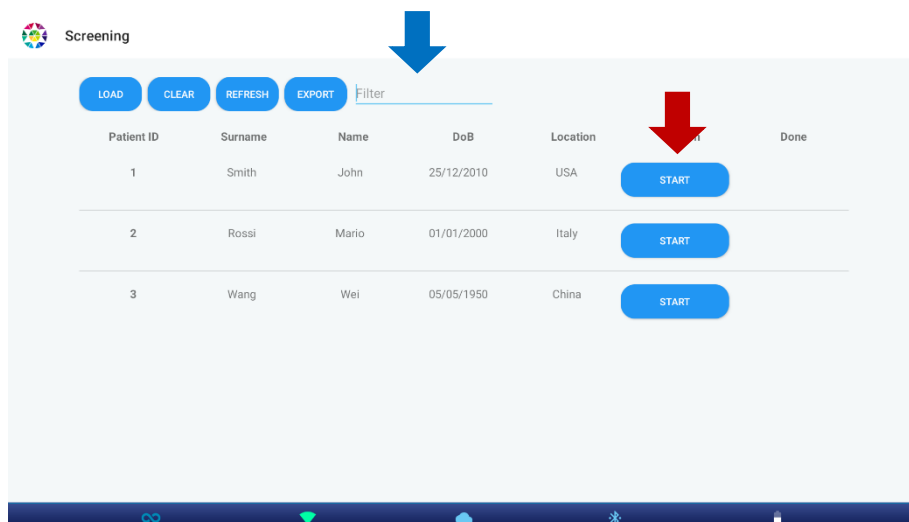 Screening
LOAD CLEAR REFRESH EXPORT Filter
Patient ID Surname Name DoB Location Done
1 Smith John 25/12/2010 USA START
2 Rossi Mario 01/01/2000 Italy START
3 Wang Wei 05/05/1950 China START